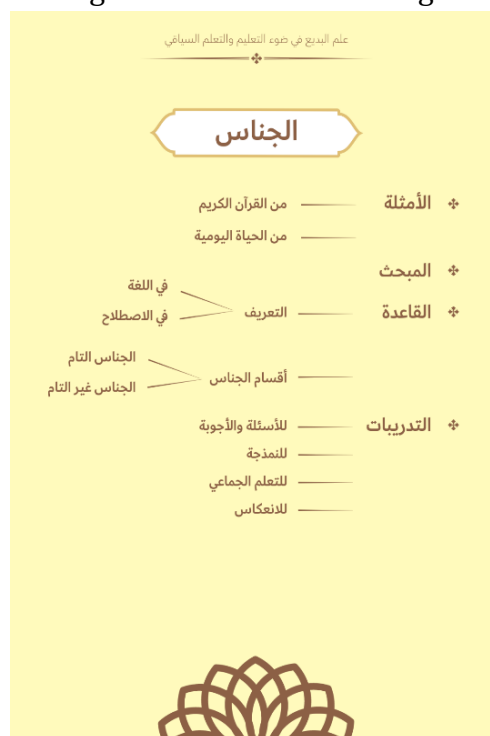 علم البديع في ضوء التعليم والتعلم السياقي
الجناس
الأمثلة
من القرآن الكريم
من الحياة اليومية
المبحث
القاعدة
التعريف
في اللغة
في الاصطلاح
أقسام الجناس
الجناس التام
الجناس غير التام
التدريبات
للأسئلة والأجوبة
للنمذجة
للتعلم الجماعي
للانعكاس